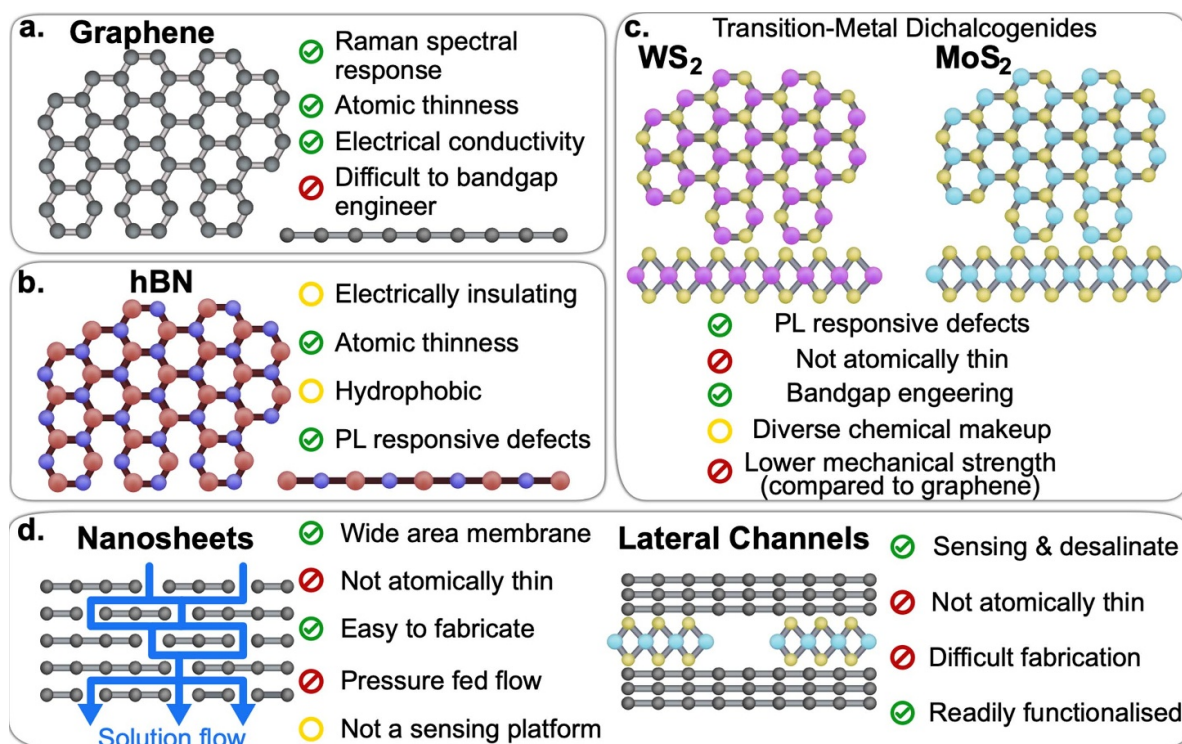 a.
Graphene
Raman spectral
response
Atomic thinness
Electrical conductivity
Difficult to bandgap
engineer
b.
hBN
Electrically insulating
Atomic thinness
Hydrophobic
PL responsive defects
c.
Transition-Metal Dichalcogenides
WS₂
MoS₂
PL responsive defects
Not atomically thin
Bandgap engeering
Diverse chemical makeup
Lower mechanical strength
(compared to graphene)
d.
Nanosheets
Wide area membrane
Not atomically thin
Easy to fabricate
Pressure fed flow
Not a sensing platform
Solution flow
Lateral Channels
Sensing & desalinate
Not atomically thin
Difficult fabrication
Readily functionalised